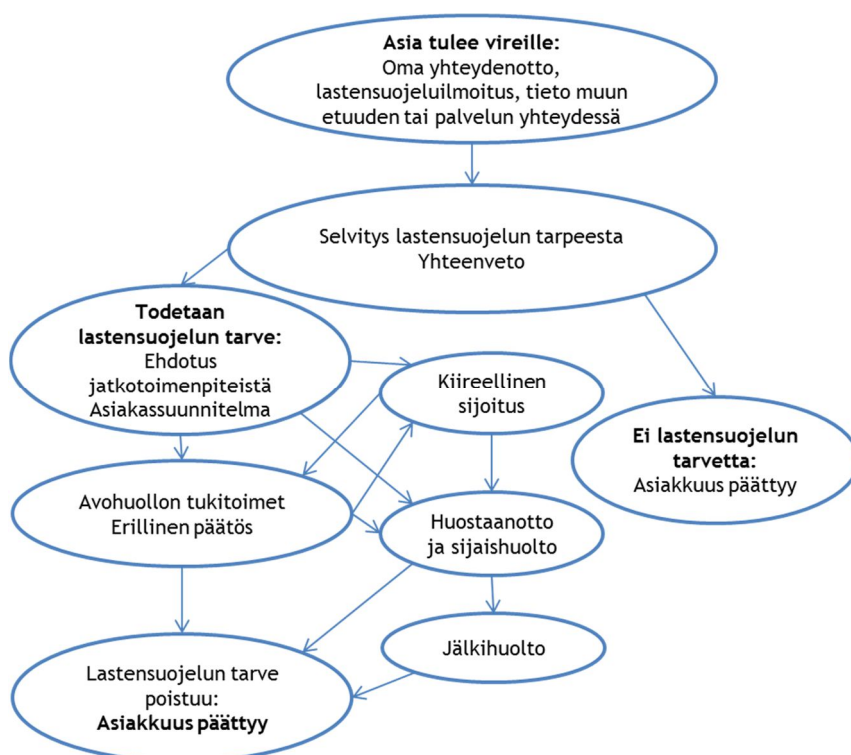 Asia tulee vireille:
Oma yhteydenotto,
lastensuojeluilmoitus, tieto muun
etuuden tai palvelun yhteydessä
Selvitys lastensuojelun tarpeesta
Yhteenveto
Todetaan
lastensuojelun tarve:
Ehdotus
jatkotoimenpiteistä
Asiakassuunnitelma
Kiireellinen
sijoitus
Ei lastensuojelun
tarvetta:
Asiakkuus päättyy
Avohuollon tukitoimet
Erillinen päätös
Huostaanotto
ja sijaishuolto
Jälkihuolto
Lastensuojelun tarve
poistuu:
Asiakkuus päättyy